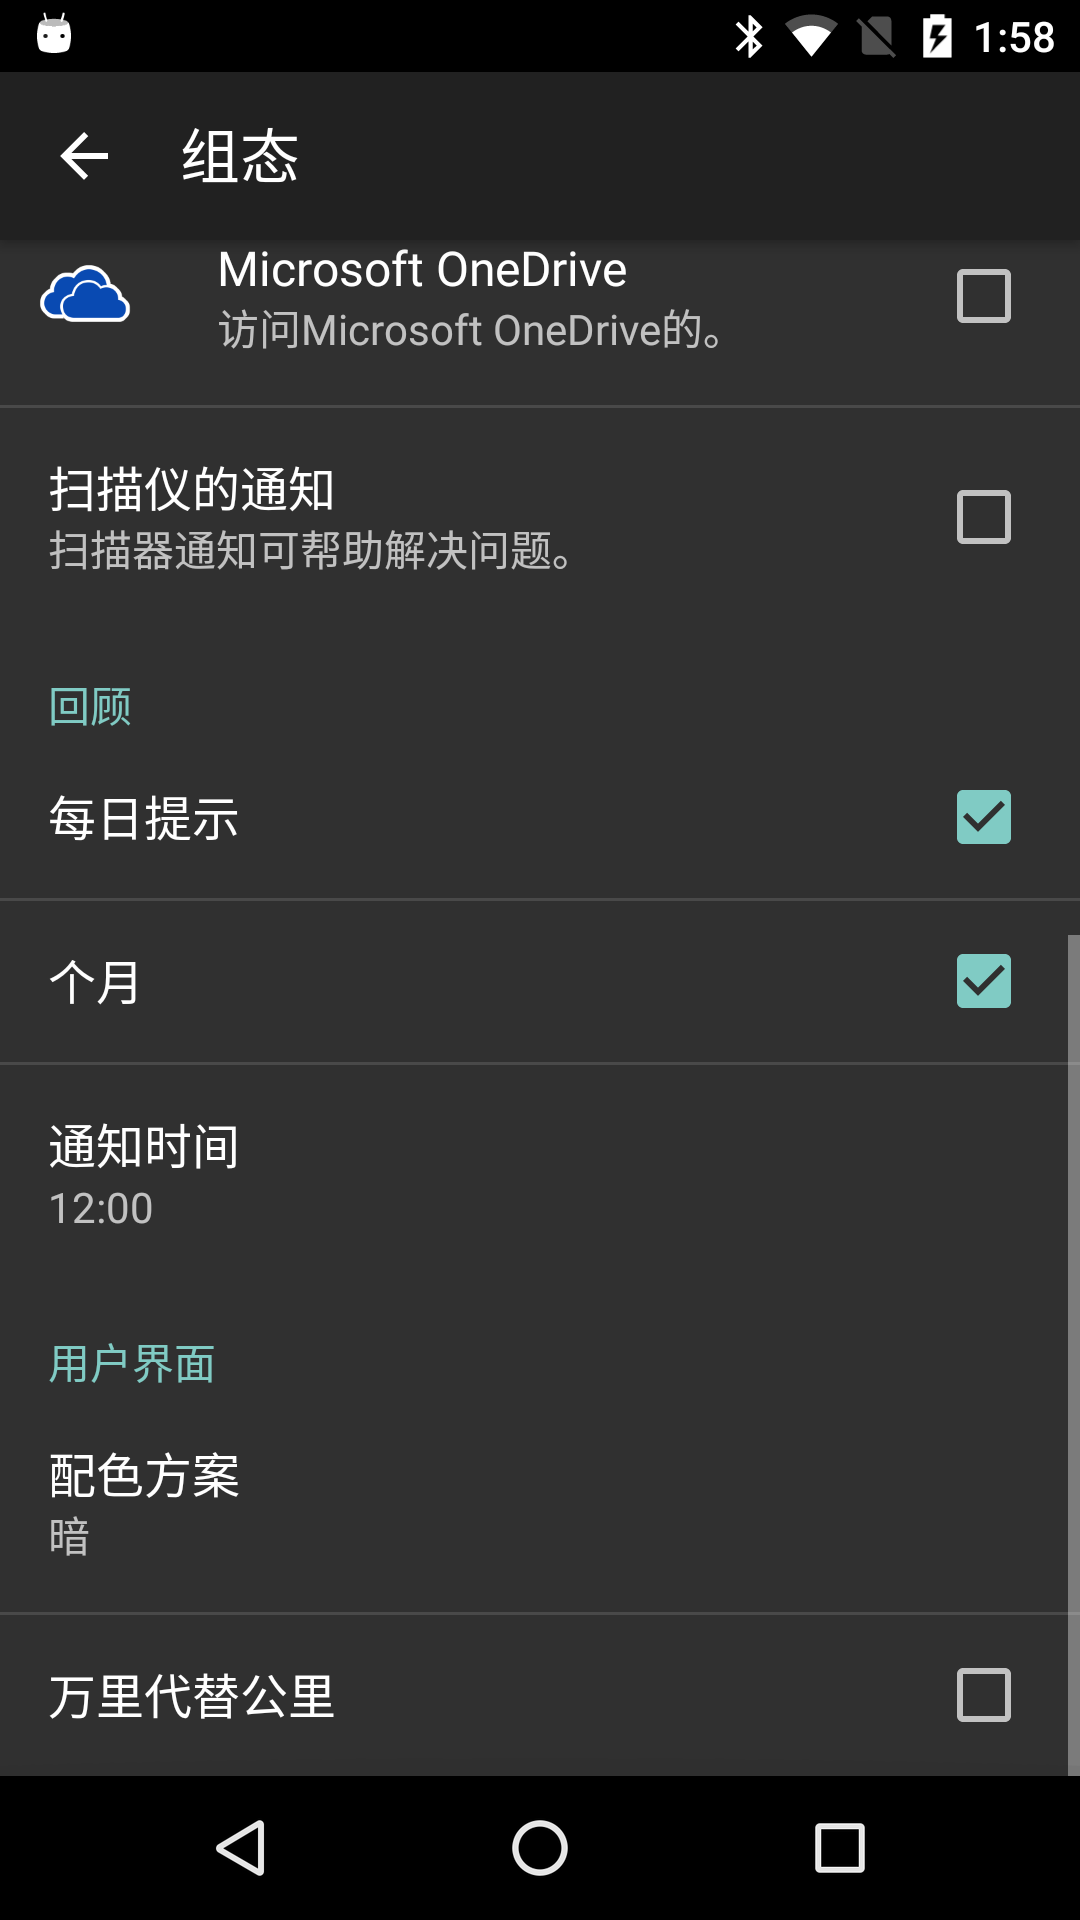 1:58
组态
Microsoft OneDrive
访问Microsoft OneDrive的。
扫描仪的通知
扫描器通知可帮助解决问题。
回顾
每日提示
个月
通知时间
12:00
用户界面
配色方案
暗
万里代替公里